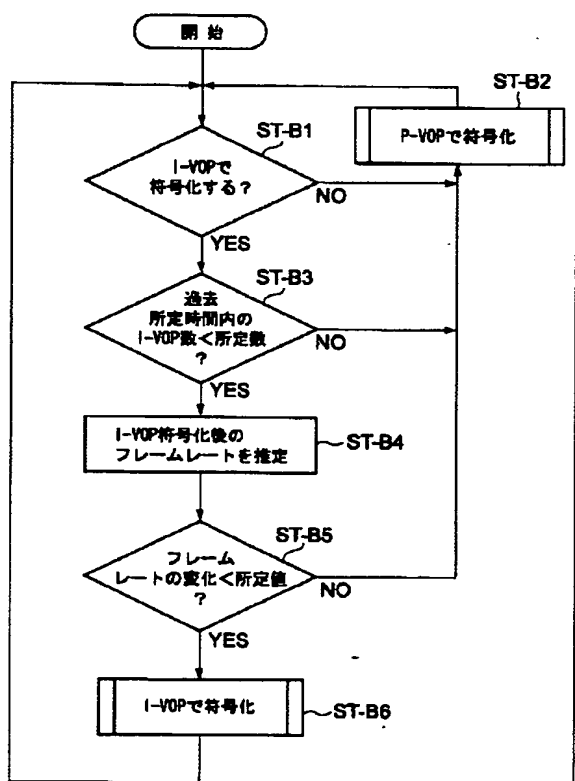 開 始
ST-B2
P-VOPで符号化
ST-B1
I-VOPで
符号化する?
NO
YES
ST-B3
過去
所定時間内の
I-VOP数<所定数
?
NO
YES
I-VOP符号化後の
フレームレートを推定
ST-B4
ST-B5
フレーム
レートの変化<所定値
?
NO
YES
I-VOPで符号化
ST-B6